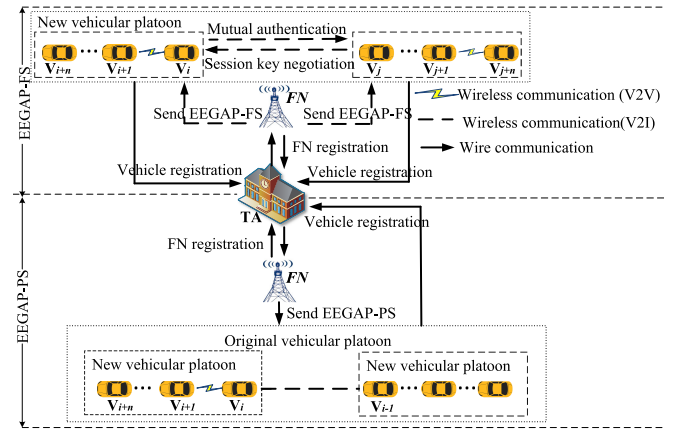 New vehicular platoon
Mutual authentication
V_{i+n} ... V_{i+1} V_i
Session key negotiation
V_j ... V_{j+1} V_{j+n}
EEGAP-FS
FN
Send EEGAP-FS
Send EEGAP-FS
Wireless communication (V2V)
Wireless communication(V2I)
Wire communication
FN registration
Vehicle registration
Vehicle registration
TA
Vehicle registration
FN registration
FN
EEGAP-PS
Send EEGAP-PS
Original vehicular platoon
New vehicular platoon
V_{i+n} ... V_{i+1} V_i
New vehicular platoon
V_{i-1} ... ...